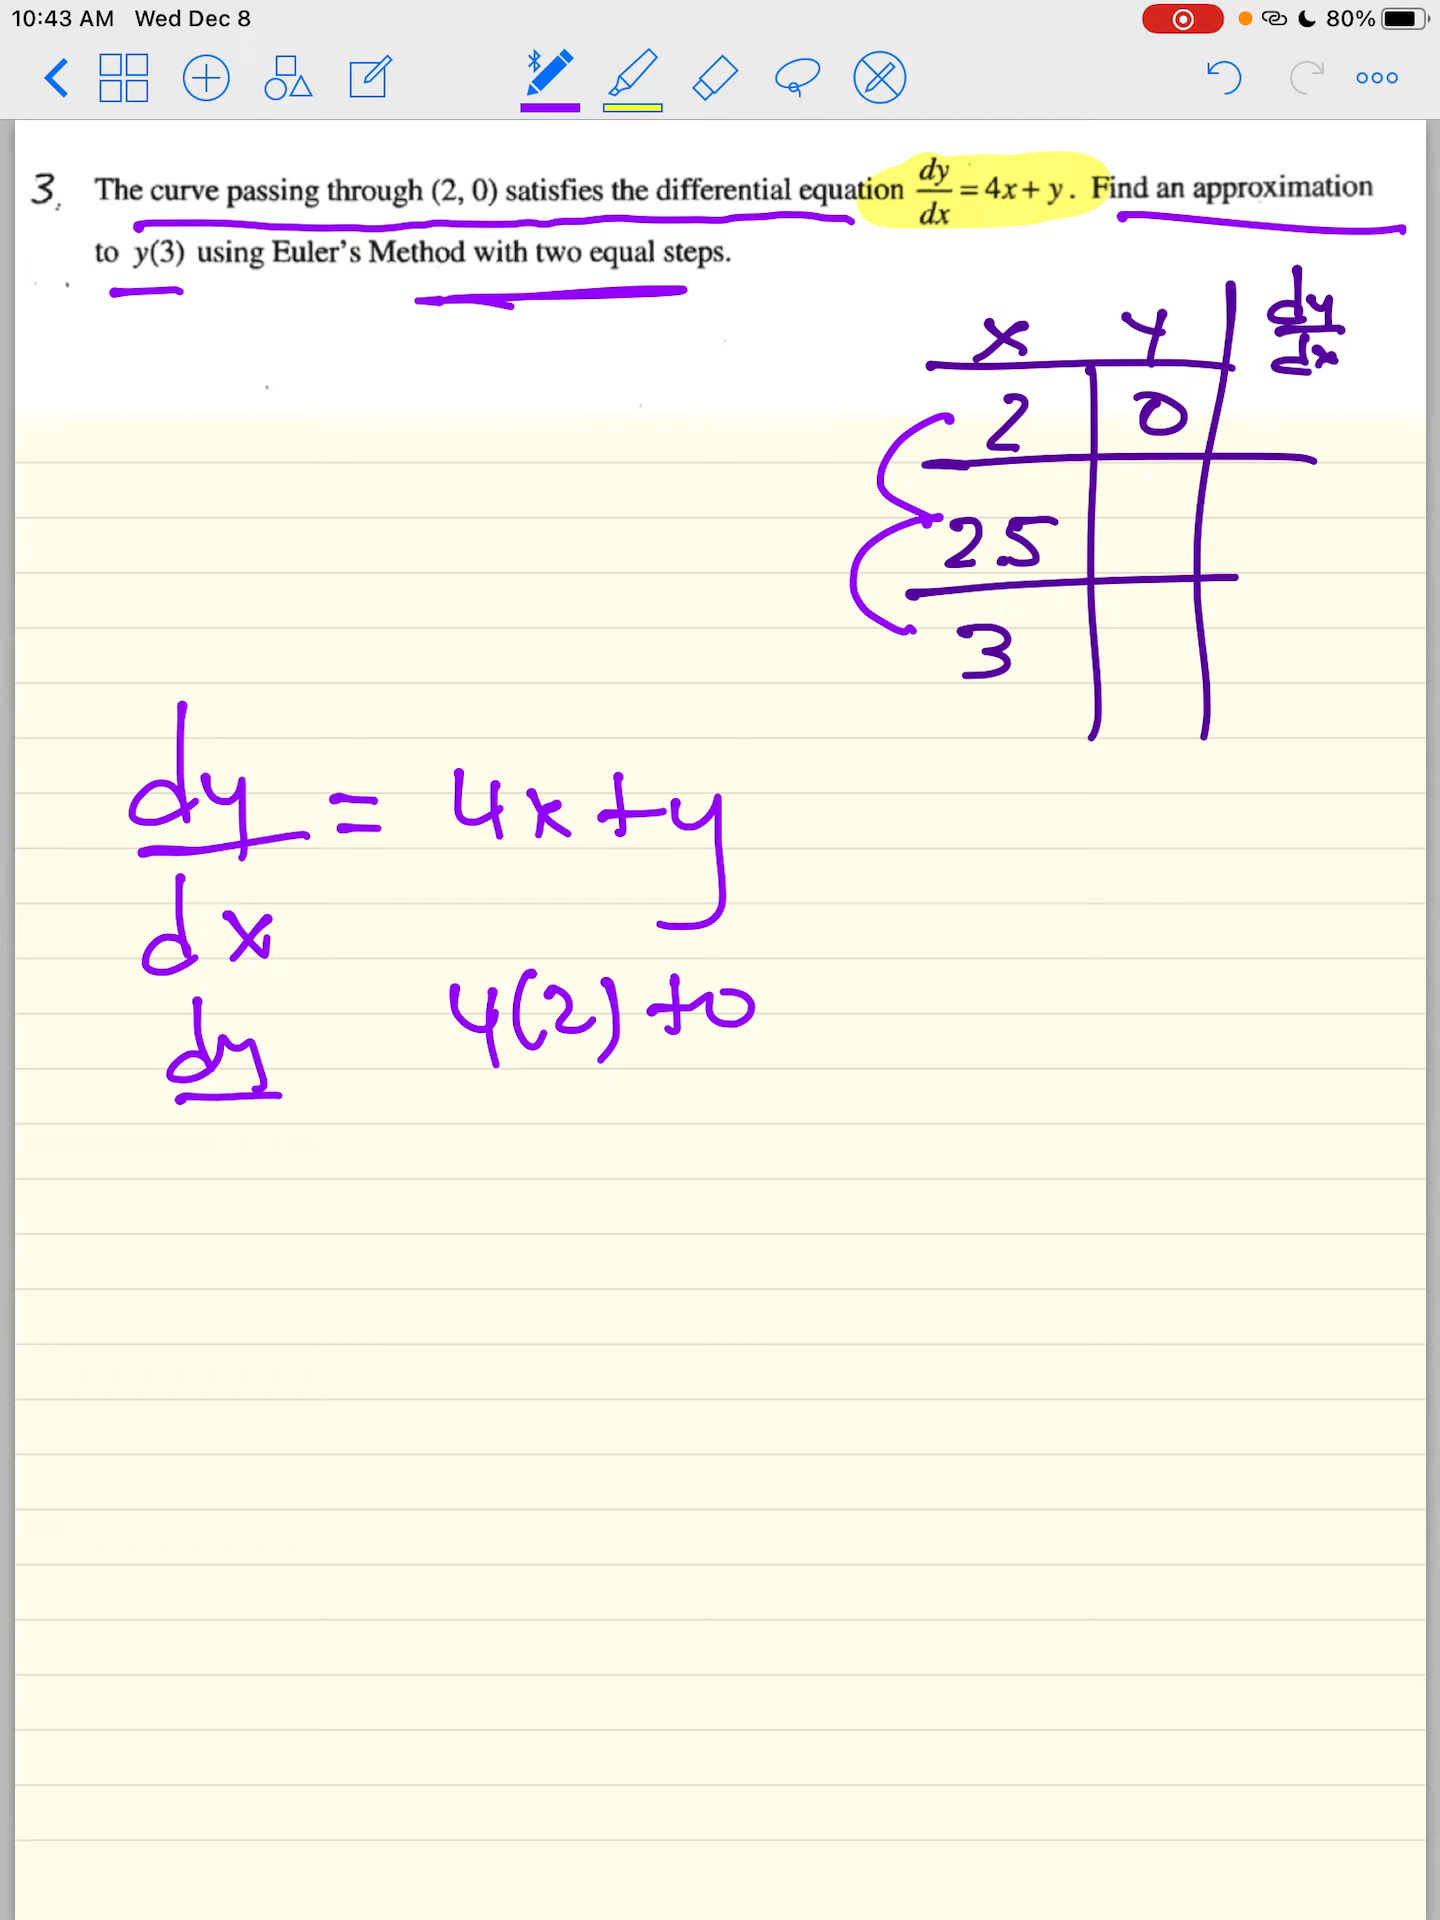 10:43 AM Wed Dec 8
80%
3. The curve passing through (2, 0) satisfies the differential equation dy/dx = 4x + y. Find an approximation
to y(3) using Euler's Method with two equal steps.
x y dy/dx
2 0
2.5
3
dy/dx = 4x + y
4(2) + 0
dy